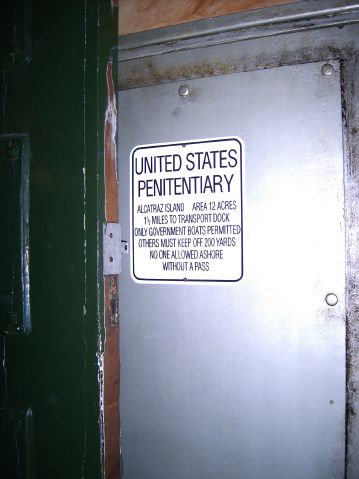 UNITED STATES
PENITENTIARY
ALCATRAZ ISLAND AREA 12 ACRES
1½ MILES TO TRANSPORT DOCK
ONLY GOVERNMENT BOATS PERMITTED
OTHERS MUST KEEP OFF 200 YARDS
NO ONE ALLOWED ASHORE
WITHOUT A PASS